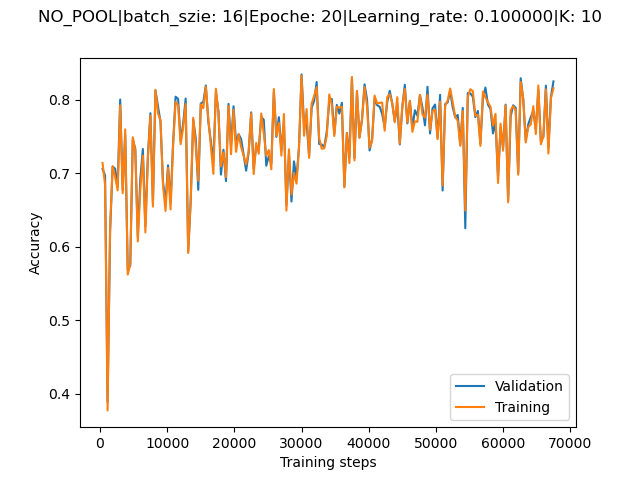 NO_POOL|batch_szie: 16|Epoche: 20|Learning_rate: 0.100000|K: 10
0.8
0.7
0.6
0.5
0.4
Accuracy
Validation
Training
0 10000 20000 30000 40000 50000 60000 70000
Training steps